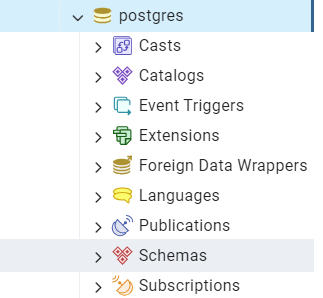 postgres
Casts
Catalogs
Event Triggers
Extensions
Foreign Data Wrappers
Languages
Publications
Schemas
Subscriptions